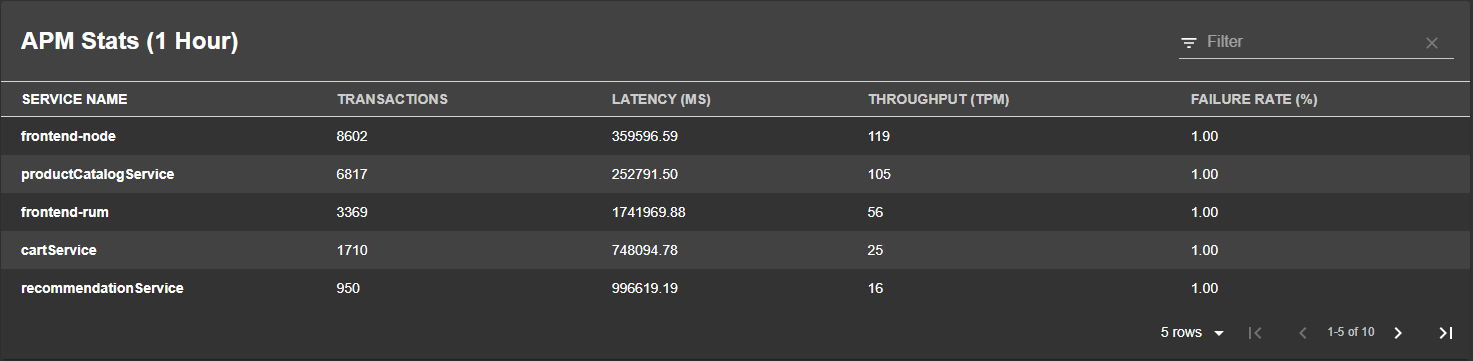 APM Stats (1 Hour)
Filter
SERVICE NAME TRANSACTIONS LATENCY (MS) THROUGHPUT (TPM) FAILURE RATE (%)
frontend-node 8602 359596.59 119 1.00
productCatalogService 6817 252791.50 105 1.00
frontend-rum 3369 1741969.88 56 1.00
cartService 1710 748094.78 25 1.00
recommendationService 950 996619.19 16 1.00
5 rows 1-5 of 10